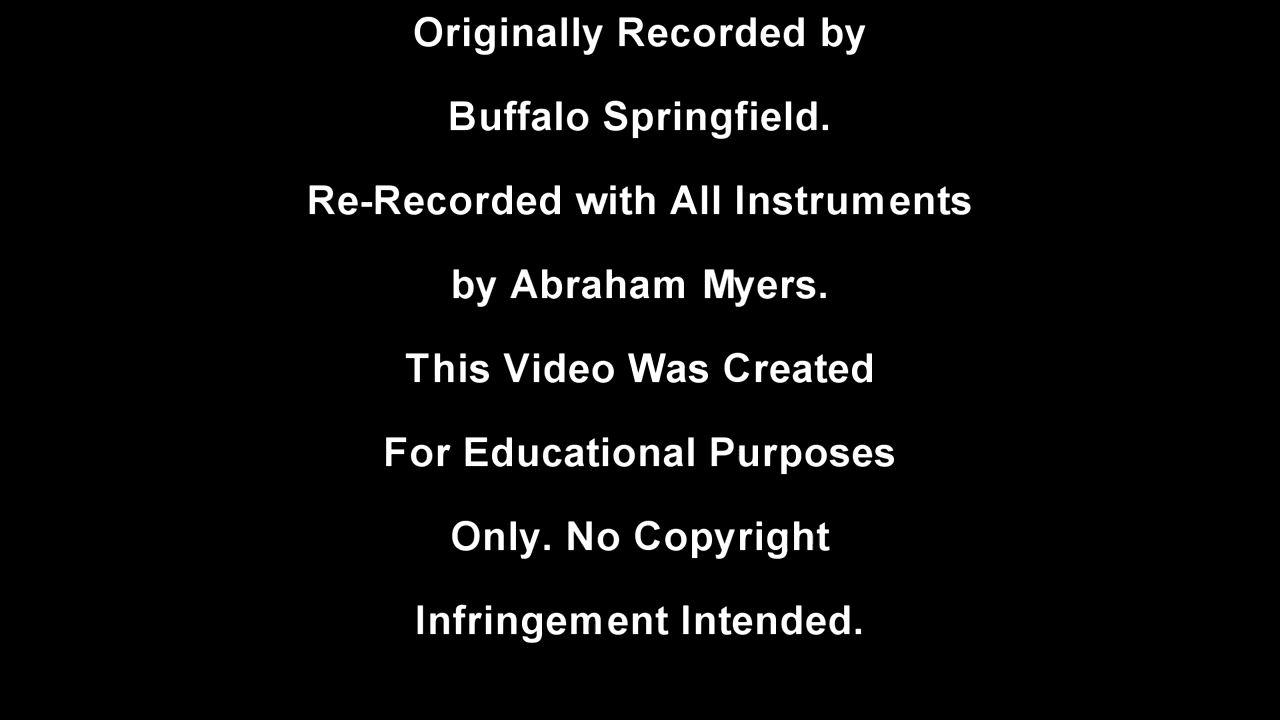 Originally Recorded by
Buffalo Springfield.
Re-Recorded with All Instruments
by Abraham Myers.
This Video Was Created
For Educational Purposes
Only. No Copyright
Infringement Intended.